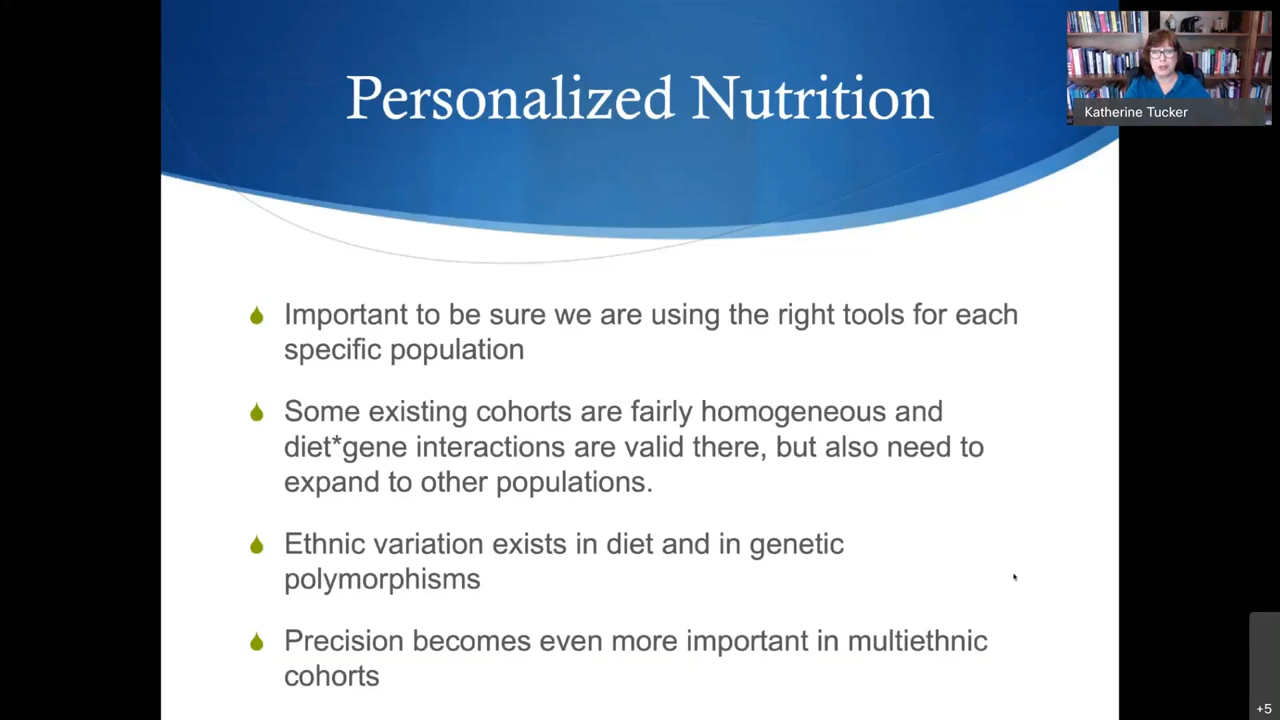 Personalized Nutrition
Katherine Tucker
Important to be sure we are using the right tools for each
specific population
Some existing cohorts are fairly homogeneous and
diet*gene interactions are valid there, but also need to
expand to other populations.
Ethnic variation exists in diet and in genetic
polymorphisms
Precision becomes even more important in multiethnic
cohorts
+5